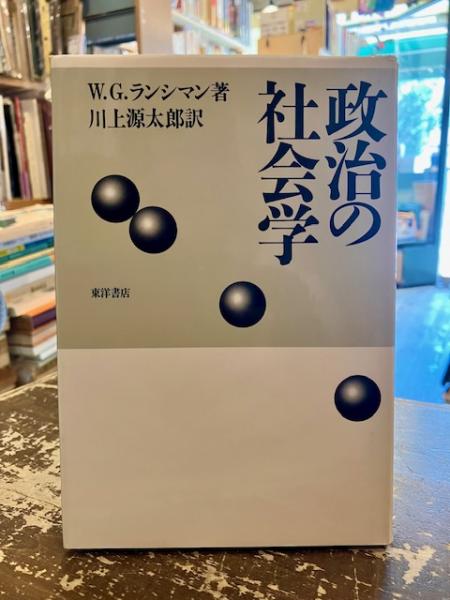 政治の
社会学
W.G.ランシマン著
川上源太郎訳
東洋書店